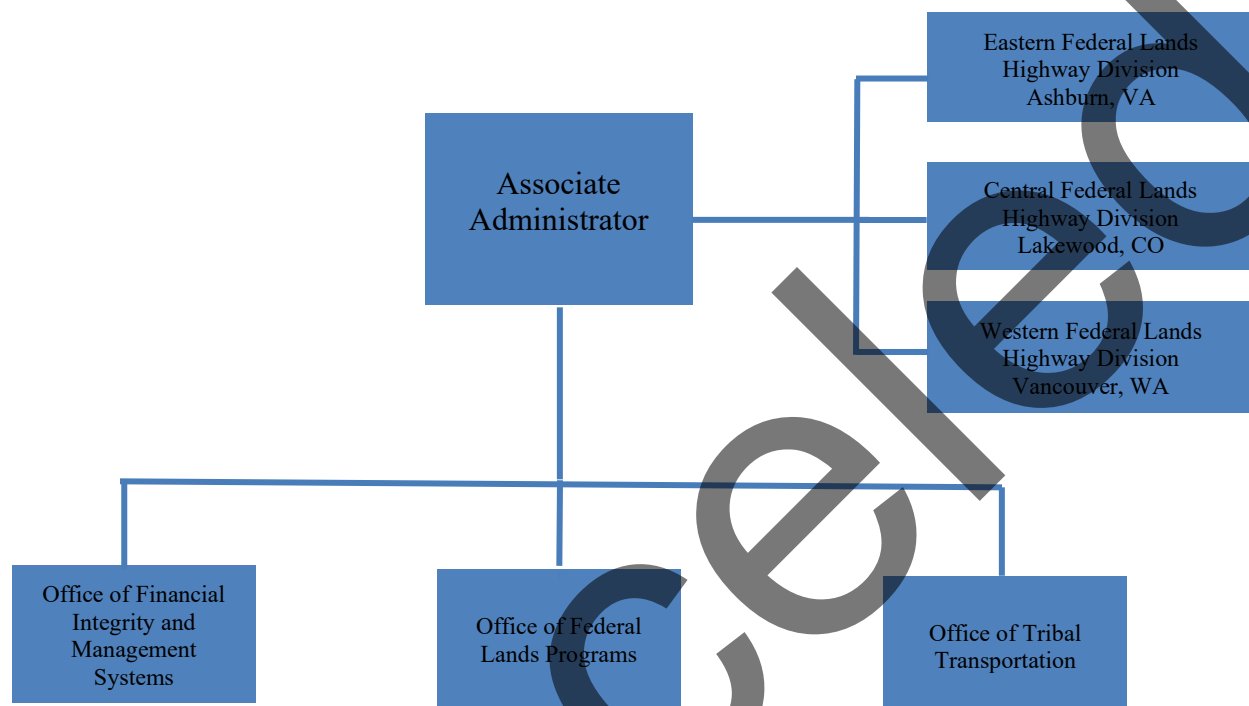 Eastern Federal Lands
Highway Division
Ashburn, VA
Associate
Administrator
Central Federal Lands
Highway Division
Lakewood, CO
Western Federal Lands
Highway Division
Vancouver, WA
Office of Financial
Integrity and
Management
Systems
Office of Federal
Lands Programs
Office of Tribal
Transportation
celed